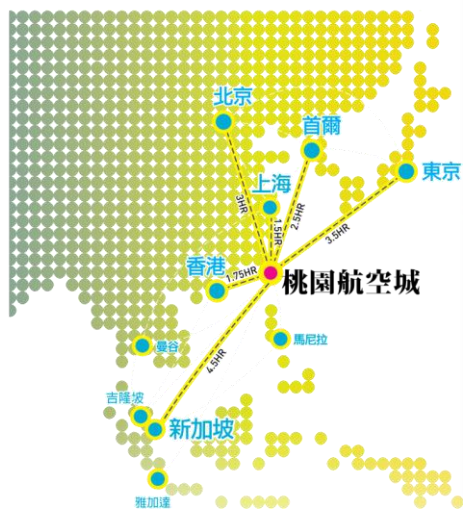 北京
首爾
東京
上海
3HR
1.5HR
2.5HR
3.5HR
香港
1.75HR
桃園航空城
曼谷
馬尼拉
4.5HR
吉隆坡
新加坡
雅加達